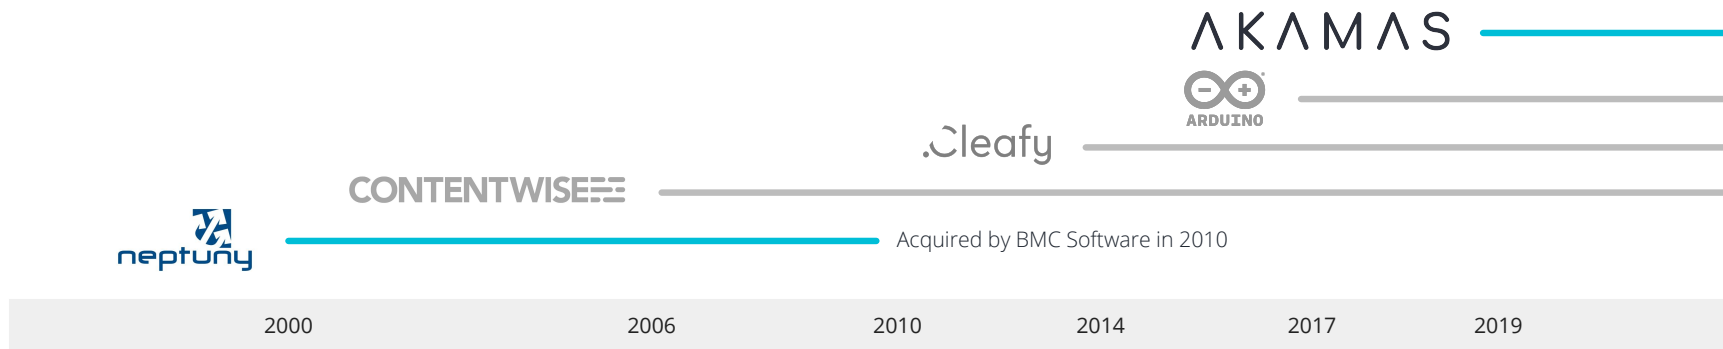 AKAMAS
ARDUINO
.Cleafy
CONTENTWISE
neptuny
Acquired by BMC Software in 2010
2000 2006 2010 2014 2017 2019